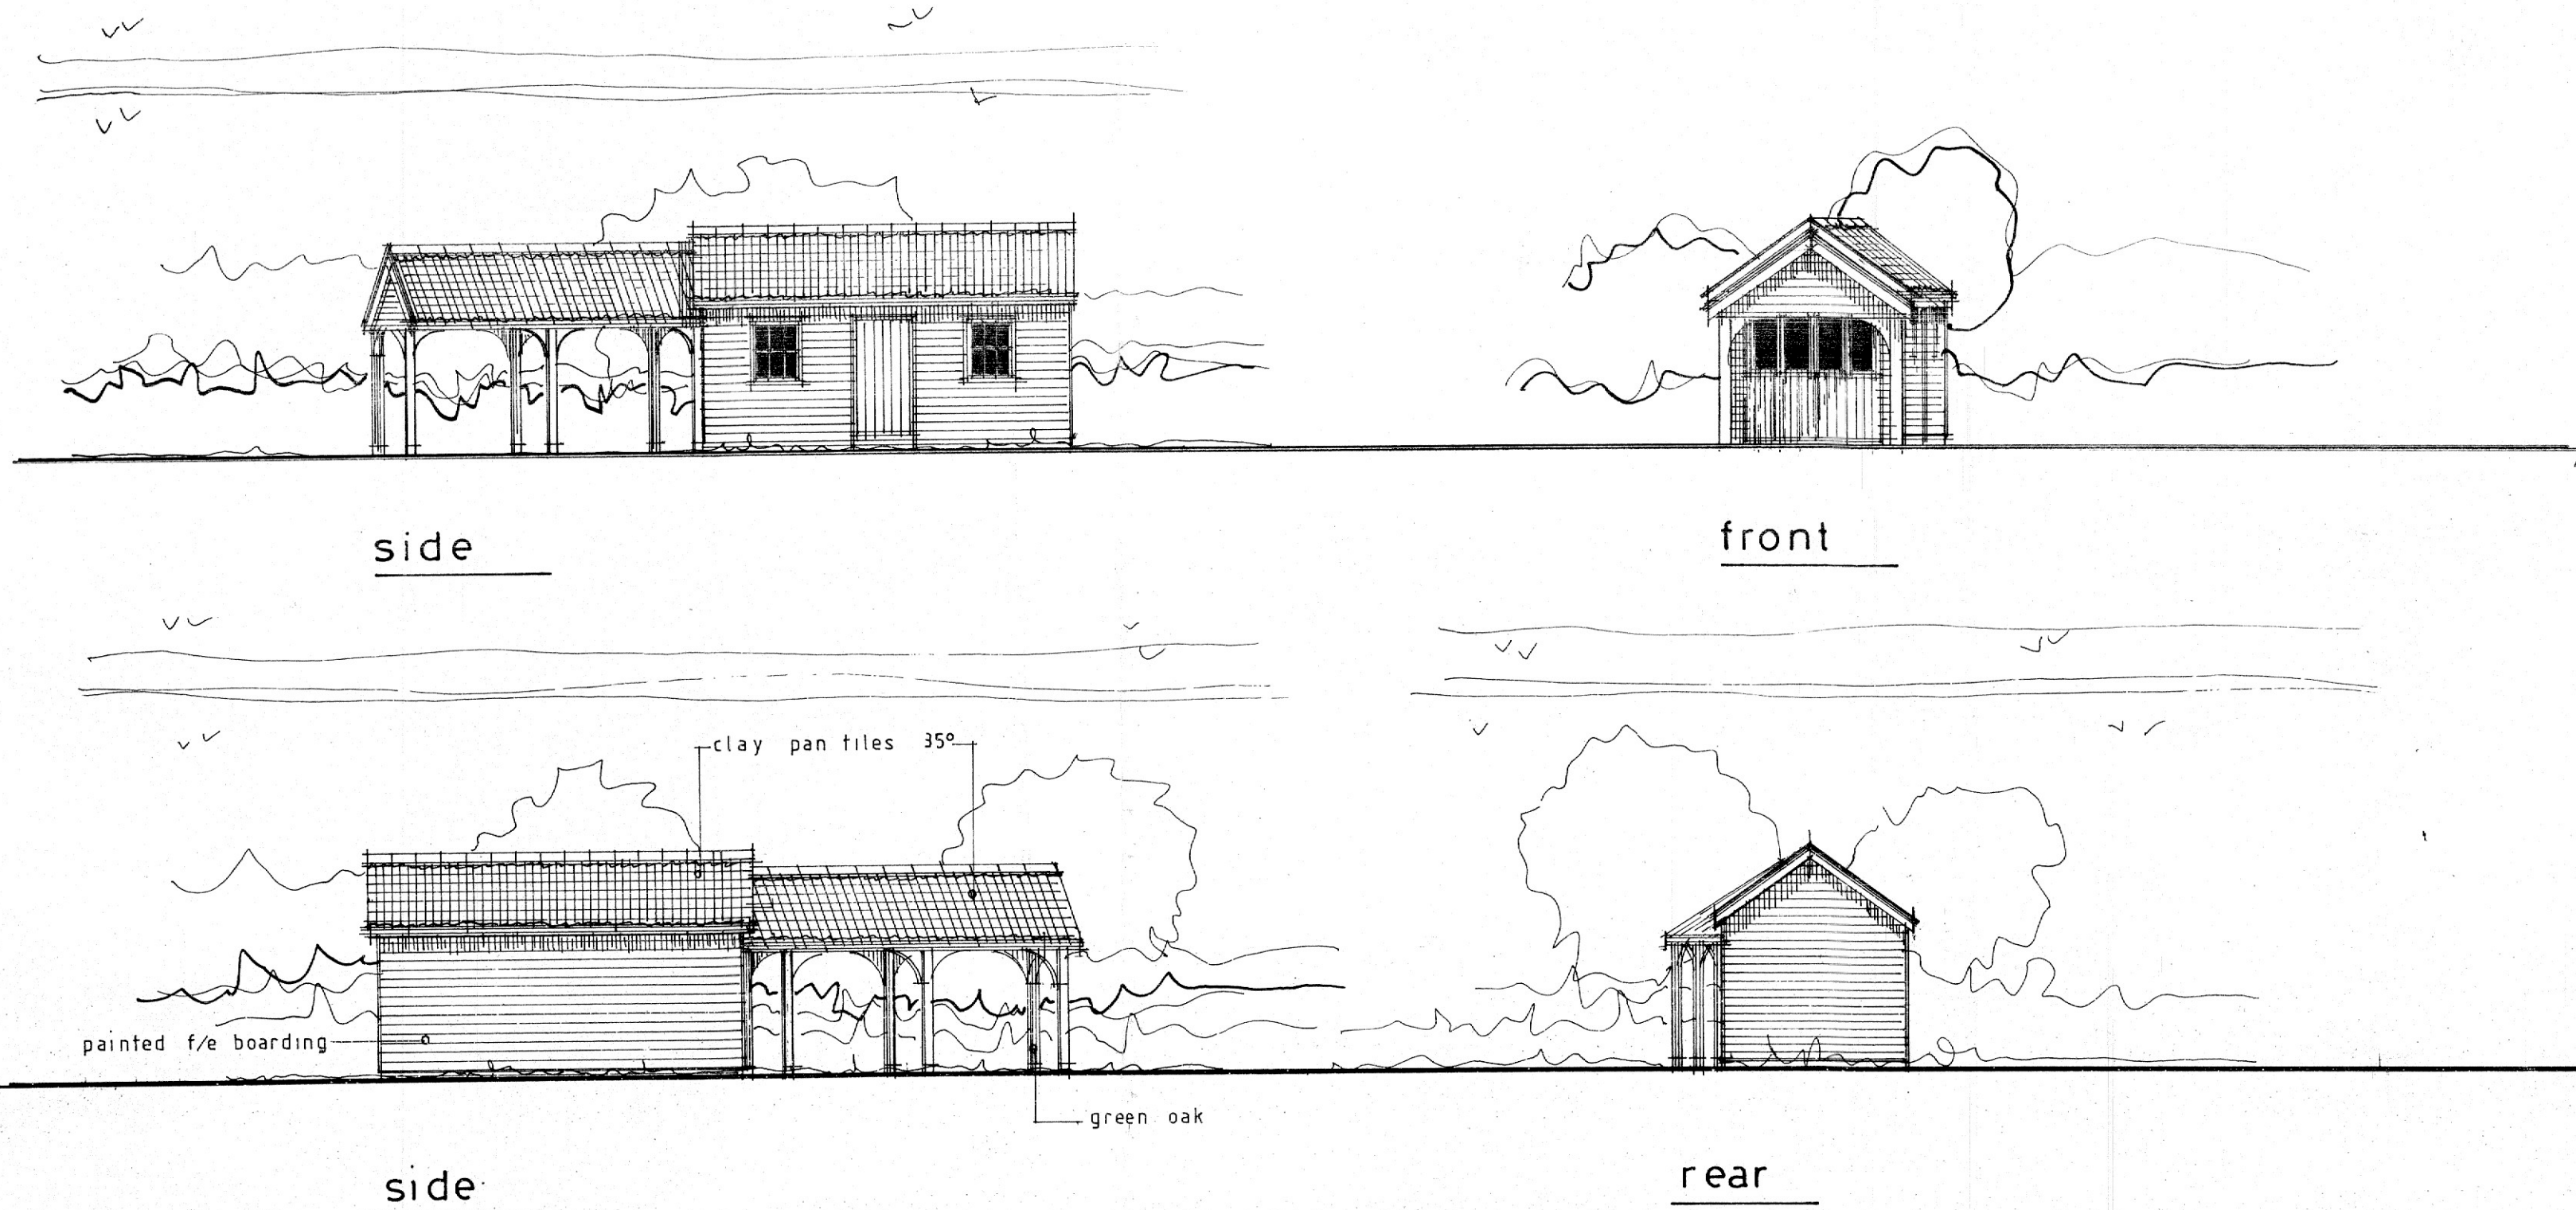 side
front
clay pan tiles 35°
painted f/e boarding
green oak
side
rear